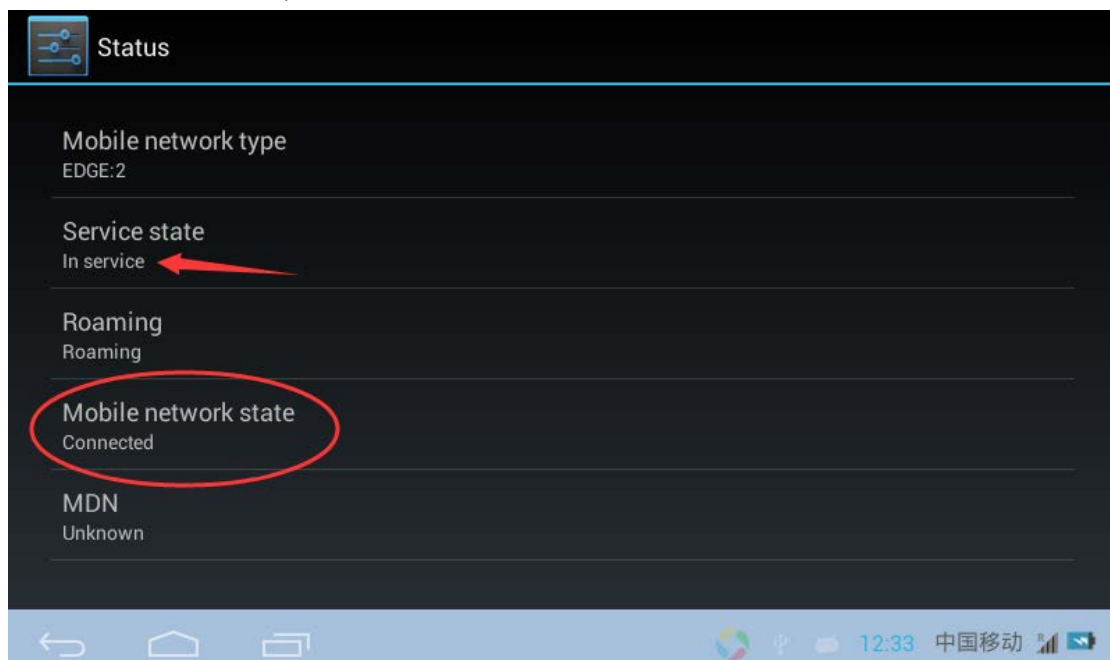 Status
Mobile network type
EDGE:2
Service state
In service
Roaming
Roaming
Mobile network state
Connected
MDN
Unknown
12:33 中国移动